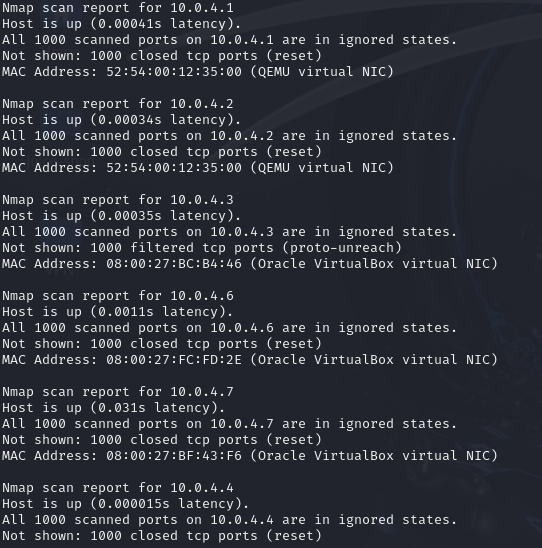 Nmap scan report for 10.0.4.1
Host is up (0.00041s latency).
All 1000 scanned ports on 10.0.4.1 are in ignored states.
Not shown: 1000 closed tcp ports (reset)
MAC Address: 52:54:00:12:35:00 (QEMU virtual NIC)

Nmap scan report for 10.0.4.2
Host is up (0.00034s latency).
All 1000 scanned ports on 10.0.4.2 are in ignored states.
Not shown: 1000 closed tcp ports (reset)
MAC Address: 52:54:00:12:35:00 (QEMU virtual NIC)

Nmap scan report for 10.0.4.3
Host is up (0.00035s latency).
All 1000 scanned ports on 10.0.4.3 are in ignored states.
Not shown: 1000 filtered tcp ports (proto-unreach)
MAC Address: 08:00:27:BC:B4:46 (Oracle VirtualBox virtual NIC)

Nmap scan report for 10.0.4.6
Host is up (0.0011s latency).
All 1000 scanned ports on 10.0.4.6 are in ignored states.
Not shown: 1000 closed tcp ports (reset)
MAC Address: 08:00:27:FC:FD:2E (Oracle VirtualBox virtual NIC)

Nmap scan report for 10.0.4.7
Host is up (0.031s latency).
All 1000 scanned ports on 10.0.4.7 are in ignored states.
Not shown: 1000 closed tcp ports (reset)
MAC Address: 08:00:27:BF:43:F6 (Oracle VirtualBox virtual NIC)

Nmap scan report for 10.0.4.4
Host is up (0.000015s latency).
All 1000 scanned ports on 10.0.4.4 are in ignored states.
Not shown: 1000 closed tcp ports (reset)